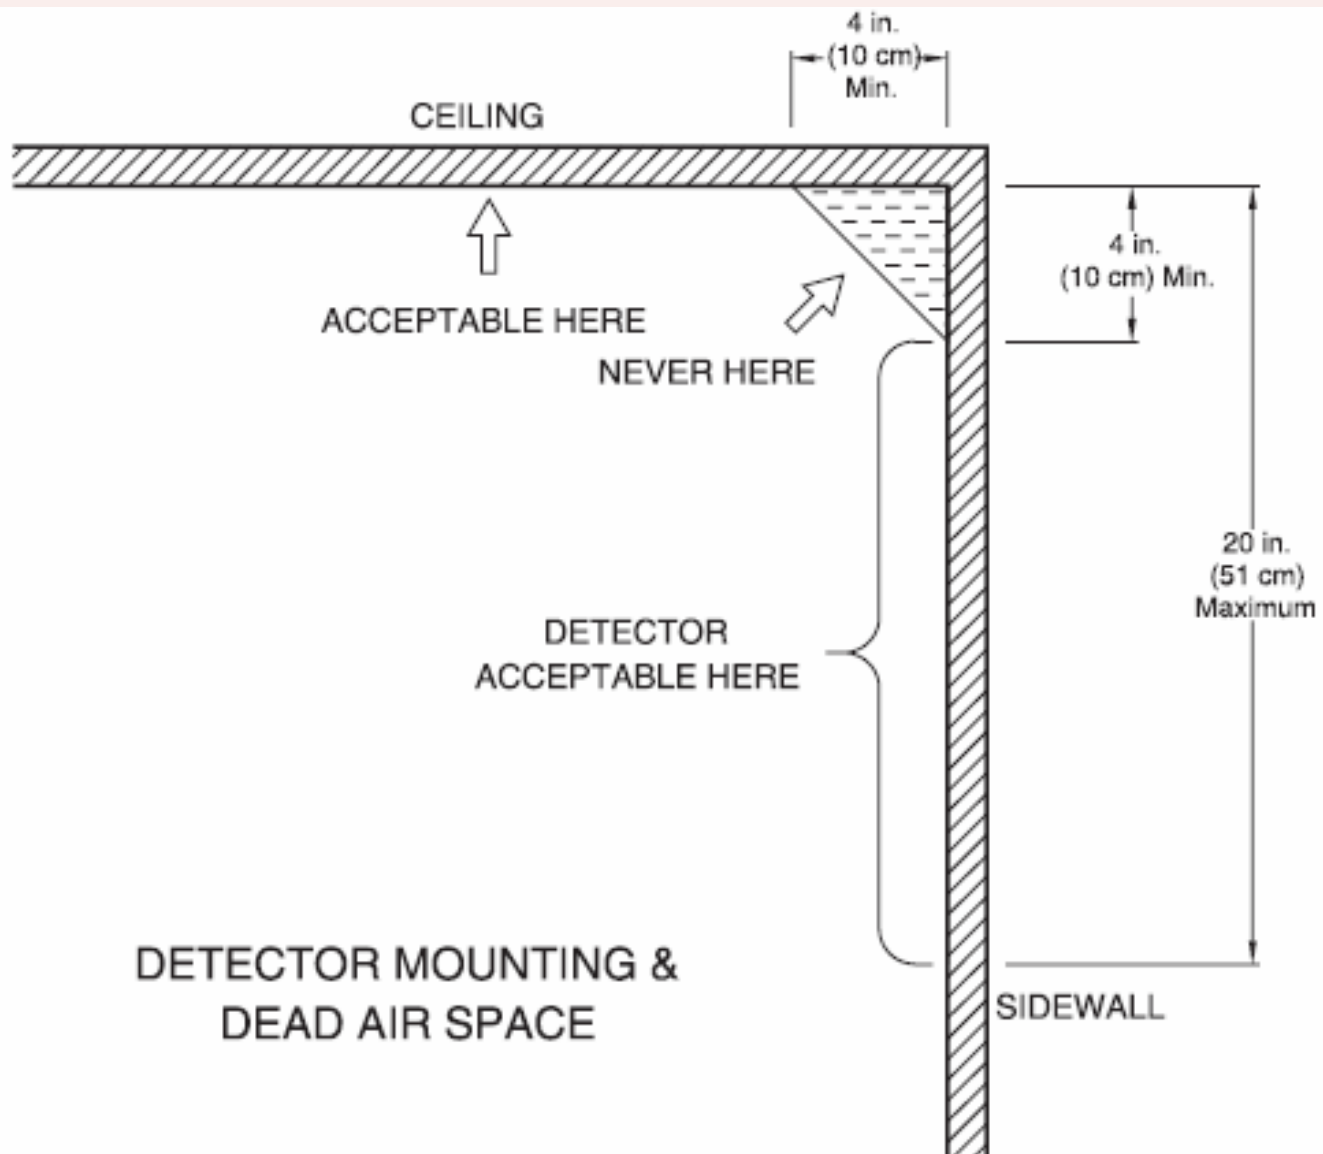 4 in.
(10 cm)
Min.
CEILING
4 in.
(10 cm) Min.
ACCEPTABLE HERE
NEVER HERE
20 in.
(51 cm)
Maximum
DETECTOR
ACCEPTABLE HERE
DETECTOR MOUNTING &
DEAD AIR SPACE
SIDEWALL